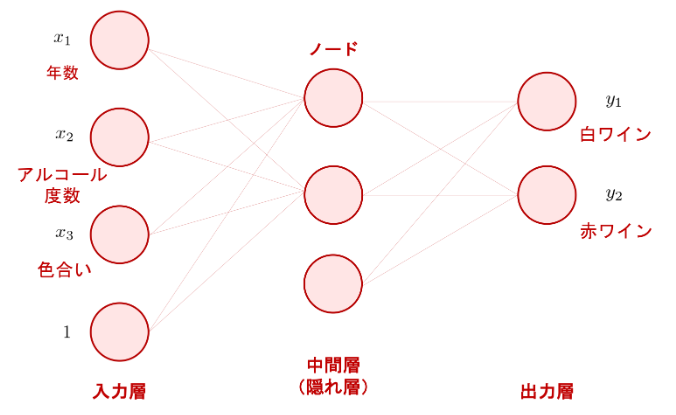 x₁
年数
x₂
アルコール
度数
x₃
色合い
1
入力層
ノード
中間層
（隠れ層）
y₁
白ワイン
y₂
赤ワイン
出力層